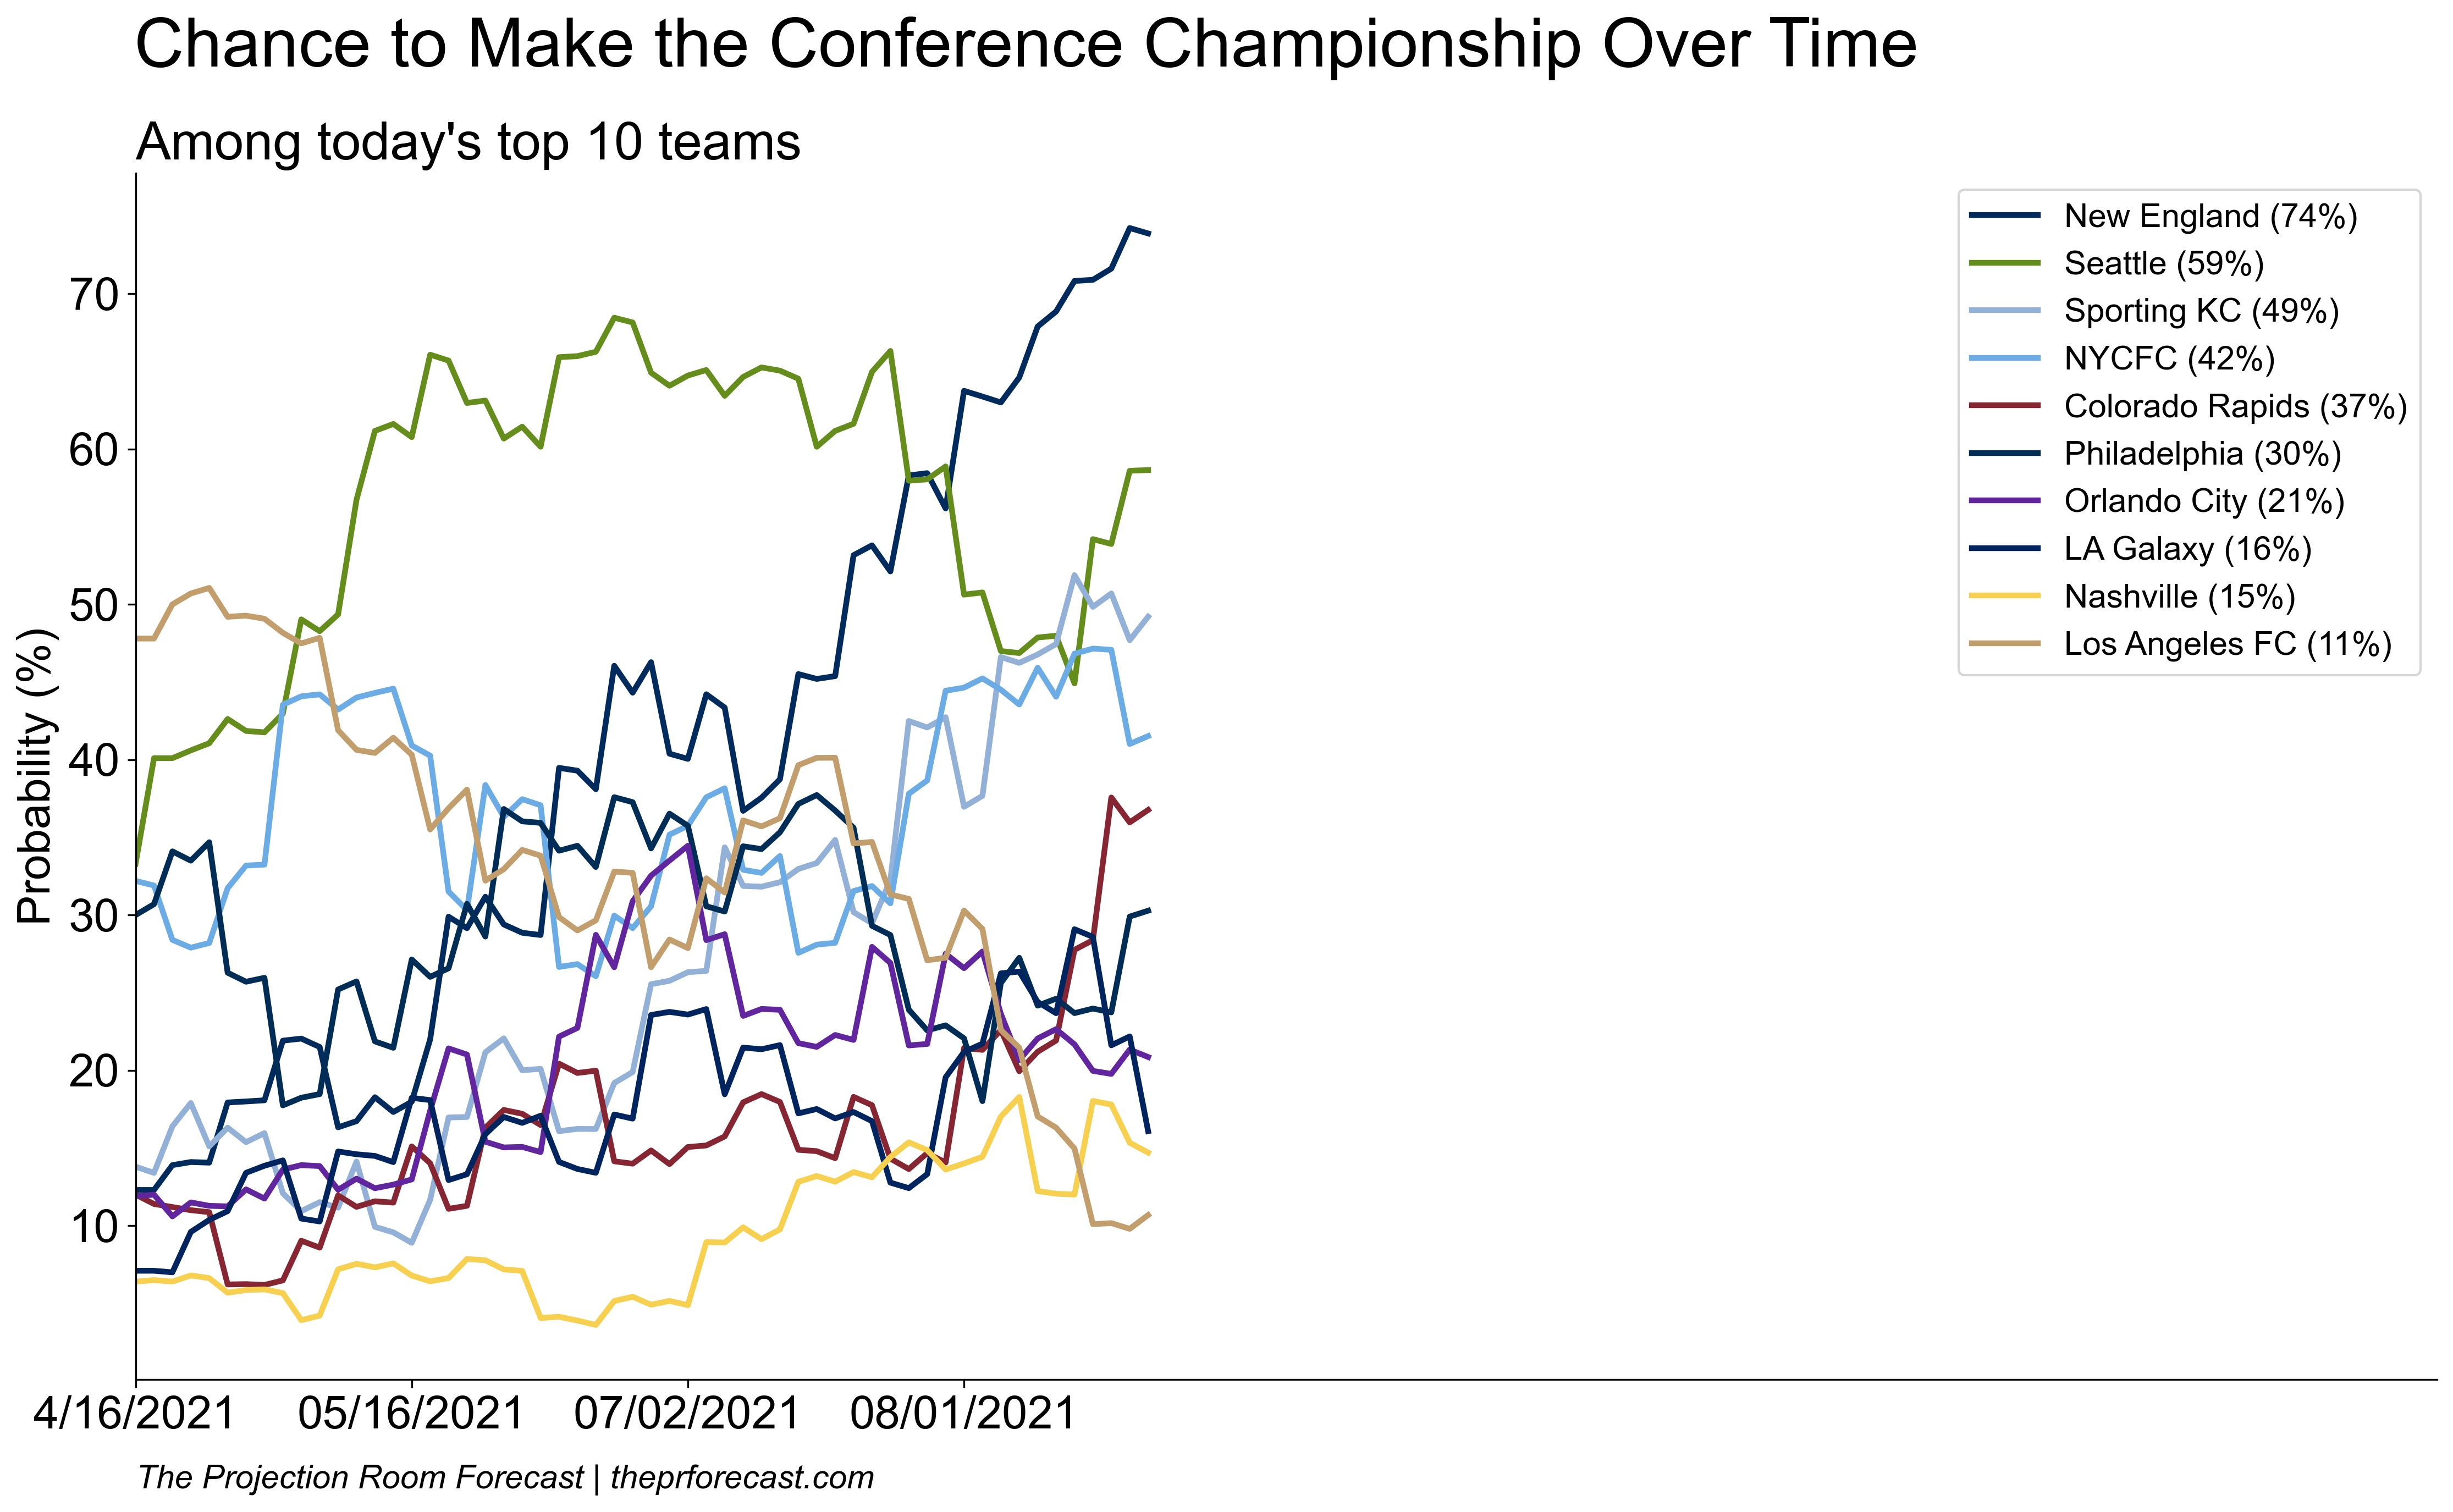 Chance to Make the Conference Championship Over Time
Among today's top 10 teams
Probability (%)
70
60
50
40
30
20
10
4/16/2021
05/16/2021
07/02/2021
08/01/2021
New England (74%)
Seattle (59%)
Sporting KC (49%)
NYCFC (42%)
Colorado Rapids (37%)
Philadelphia (30%)
Orlando City (21%)
LA Galaxy (16%)
Nashville (15%)
Los Angeles FC (11%)
The Projection Room Forecast | theprforecast.com